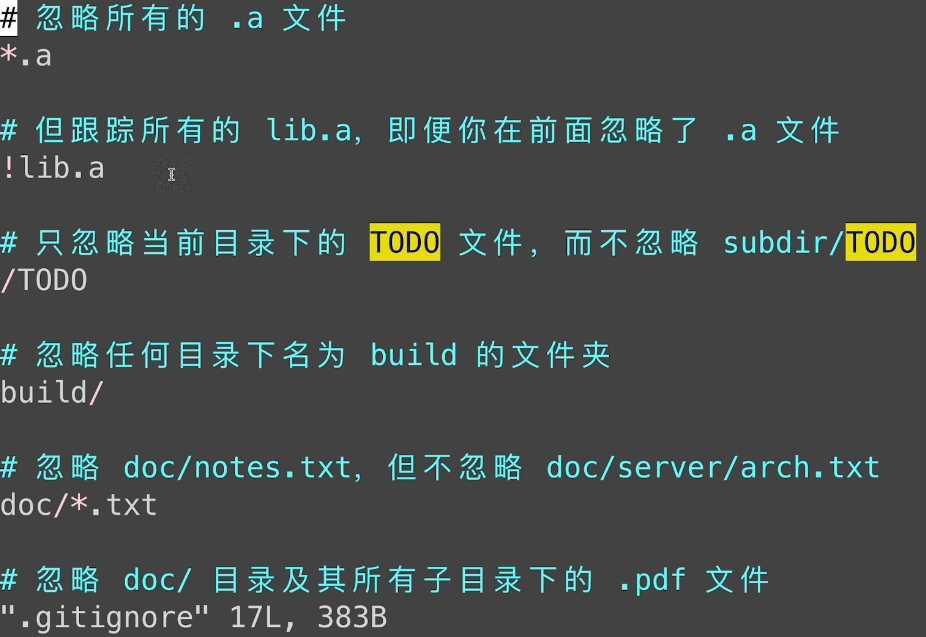 # 忽略所有的 .a 文件
*.a
# 但跟踪所有的 lib.a，即便你在前面忽略了 .a 文件
!lib.a
# 只忽略当前目录下的 TODO 文件，而不忽略 subdir/TODO
/TODO
# 忽略任何目录下名为 build 的文件夹
build/
# 忽略 doc/notes.txt，但不忽略 doc/server/arch.txt
doc/*.txt
# 忽略 doc/ 目录及其所有子目录下的 .pdf 文件
".gitignore" 17L, 383B